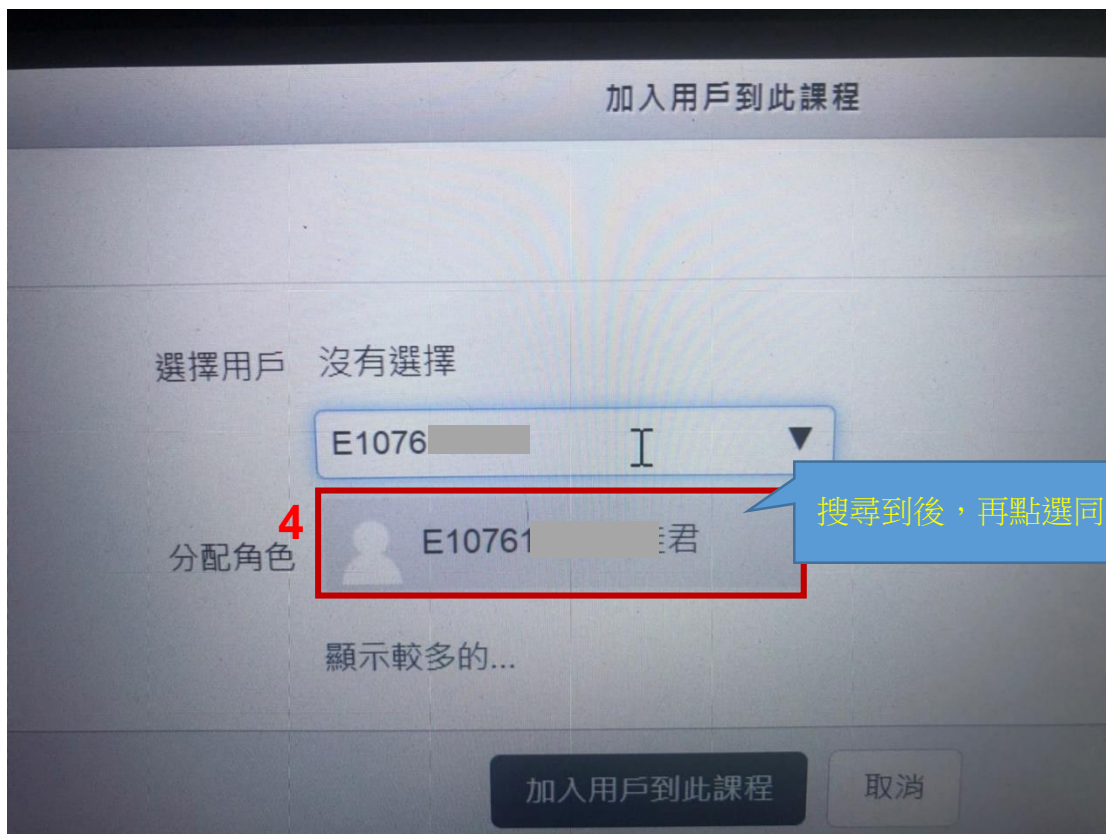 加入用戶到此課程
選擇用戶 沒有選擇
E1076
搜尋到後，再點選同
4
分配角色
E10761 君
顯示較多的...
加入用戶到此課程 取消